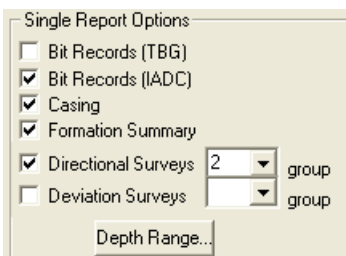 Single Report Options
Bit Records (TBG)
Bit Records (IADC)
Casing
Formation Summary
Directional Surveys 2 group
Deviation Surveys group
Depth Range...